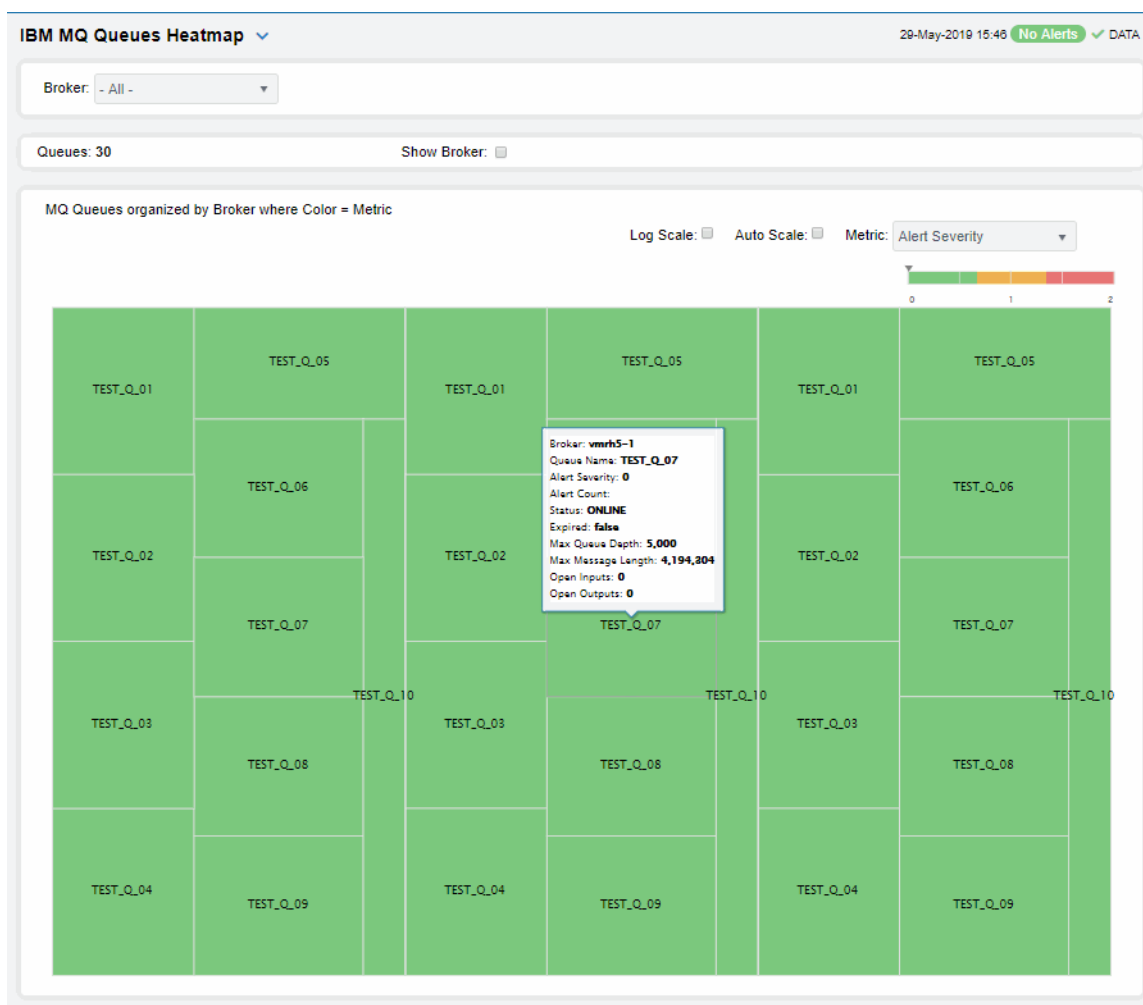 IBM MQ Queues Heatmap
29-May-2019 15:46 No Alerts DATA
Broker: - All -
Queues: 30 Show Broker:
MQ Queues organized by Broker where Color = Metric
Log Scale: Auto Scale: Metric: Alert Severity
0 1 2
TEST_Q_05 TEST_Q_05 TEST_Q_05
TEST_Q_01 TEST_Q_01 TEST_Q_01
Broker: vmrh5-1
Queue Name: TEST_Q_07
Alert Severity: 0
Alert Count:
Status: ONLINE
Expired: false
Max Queue Depth: 5,000
Max Message Length: 4,194,304
Open Inputs: 0
Open Outputs: 0
TEST_Q_06 TEST_Q_06
TEST_Q_02 TEST_Q_02 TEST_Q_02
TEST_Q_07 TEST_Q_07 TEST_Q_07
TEST_Q_10 TEST_Q_10 TEST_Q_10
TEST_Q_03 TEST_Q_03 TEST_Q_03
TEST_Q_08 TEST_Q_08 TEST_Q_08
TEST_Q_04 TEST_Q_04 TEST_Q_04
TEST_Q_09 TEST_Q_09 TEST_Q_09